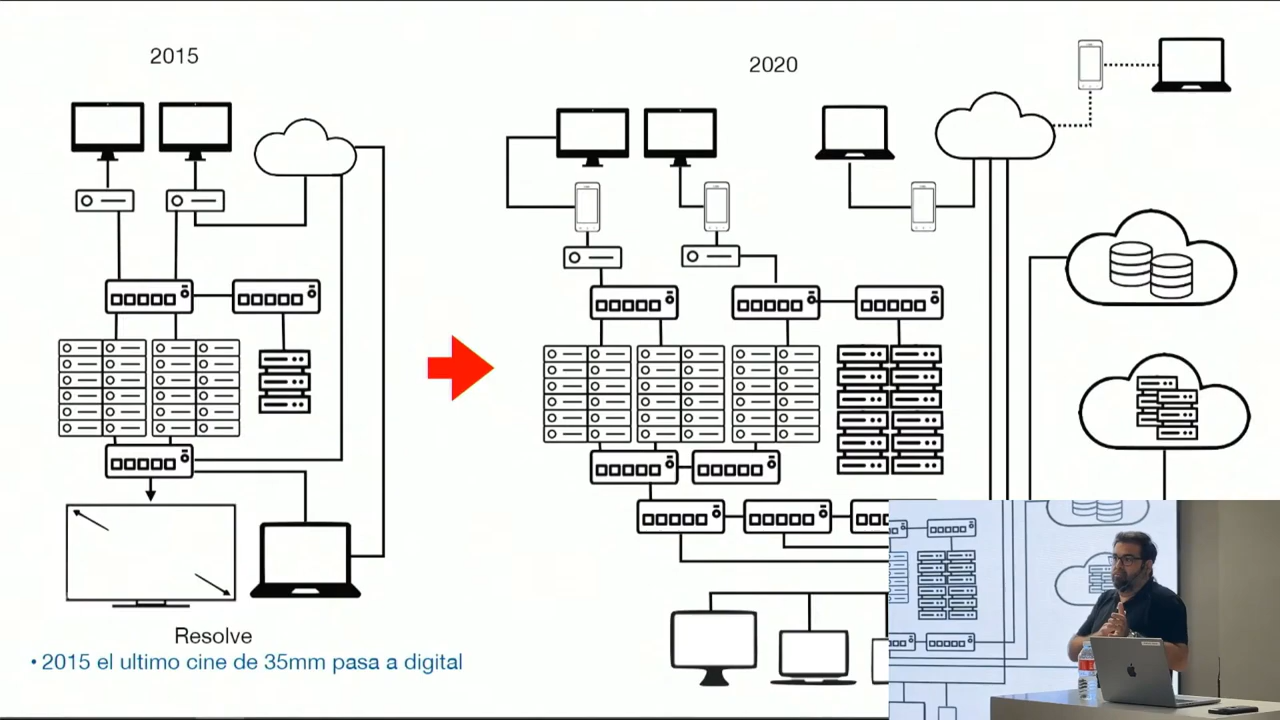 2015
2020
Resolve
• 2015 el ultimo cine de 35mm pasa a digital